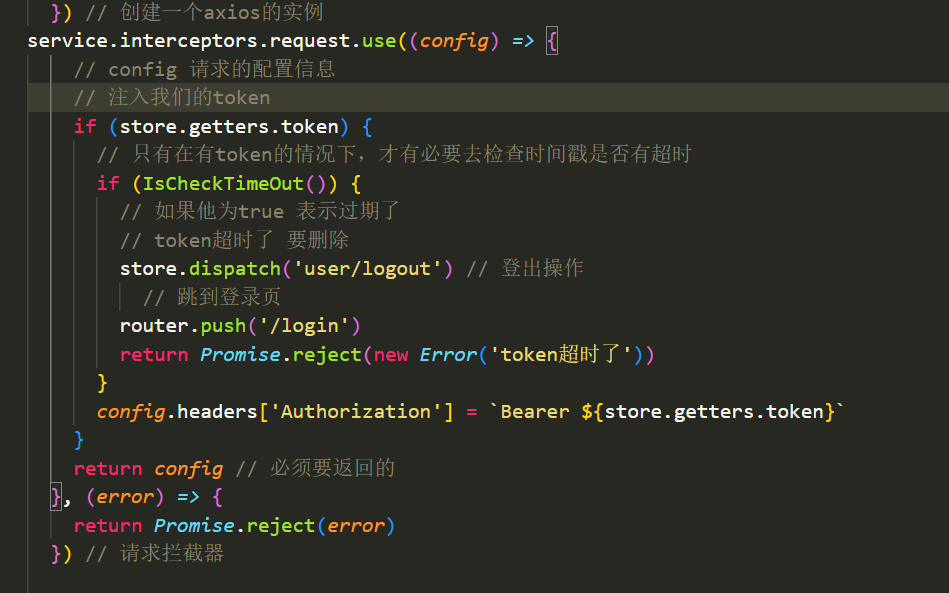 }) // 创建一个axios的实例
service.interceptors.request.use((config) => {
// config 请求的配置信息
// 注入我们的token
if (store.getters.token) {
// 只有在有token的情况下，才有必要去检查时间戳是否有超时
if (IsCheckTimeOut()) {
// 如果他为true 表示过期了
// token超时了 要删除
store.dispatch('user/logout') // 登出操作
// 跳到登录页
router.push('/login')
return Promise.reject(new Error('token超时了'))
}
config.headers['Authorization'] = `Bearer ${store.getters.token}`
}
return config // 必须要返回的
}, (error) => {
return Promise.reject(error)
}) // 请求拦截器